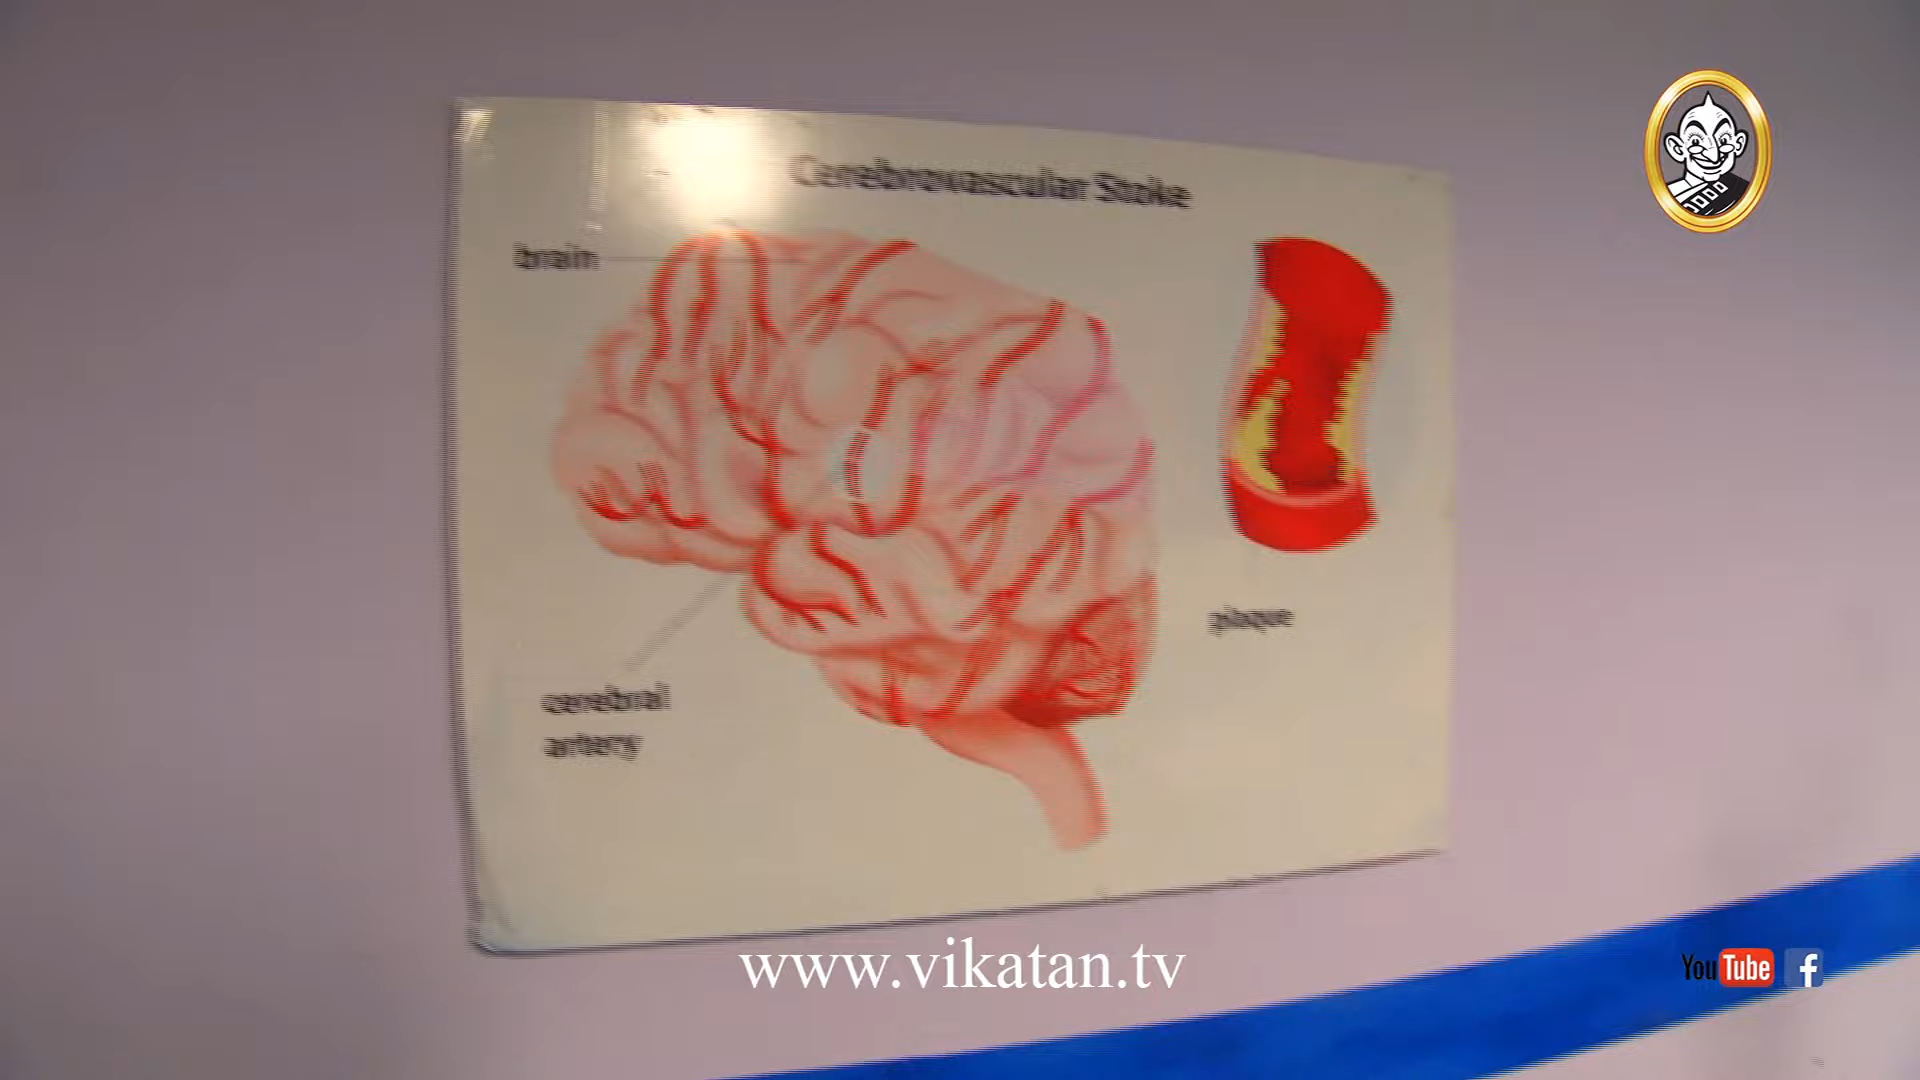 Cerebrovascular Stoke
brain
plaque
cerebral
artery
www.vikatan.tv
YouTube f